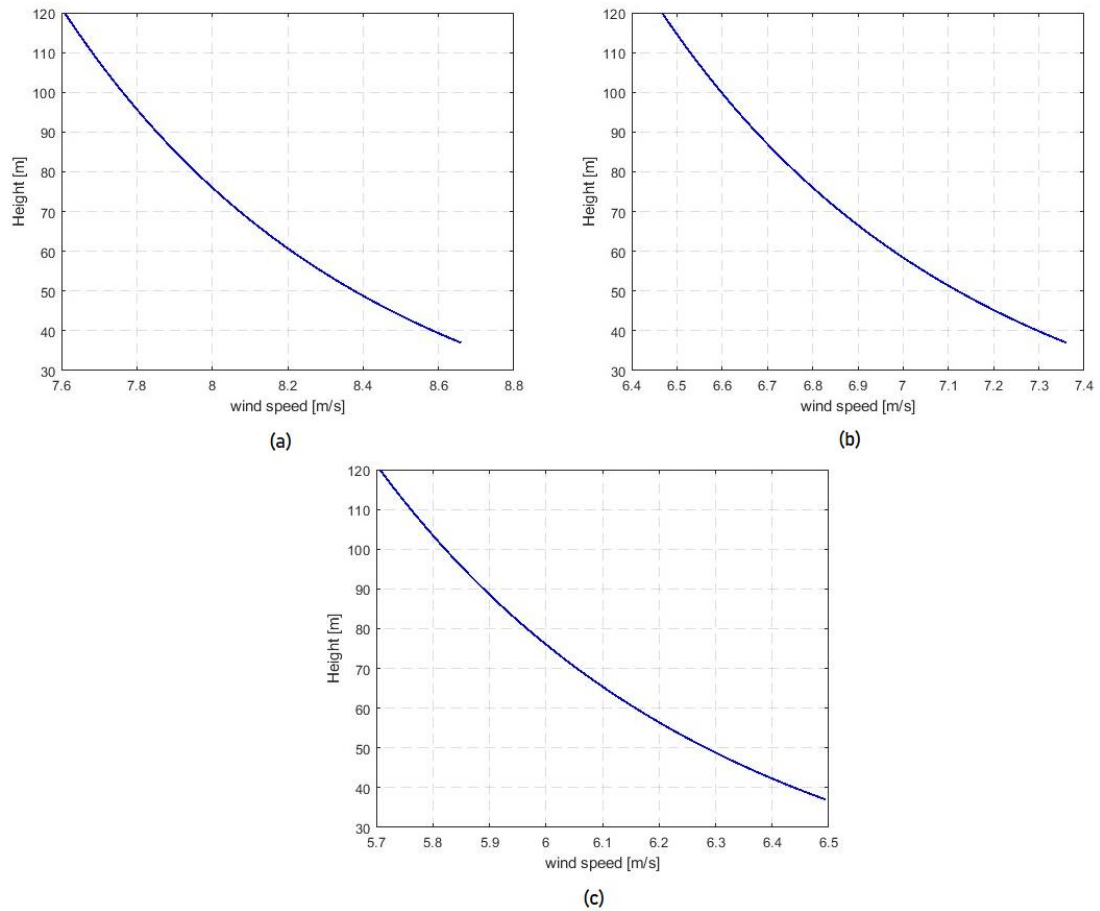 120
110
100
90
80
70
60
50
40
30
Height [m]
7.6 7.8 8 8.2 8.4 8.6 8.8
wind speed [m/s]
(a)
120
110
100
90
80
70
60
50
40
30
Height [m]
6.4 6.5 6.6 6.7 6.8 6.9 7 7.1 7.2 7.3 7.4
wind speed [m/s]
(b)
120
110
100
90
80
70
60
50
40
30
Height [m]
5.7 5.8 5.9 6 6.1 6.2 6.3 6.4 6.5
wind speed [m/s]
(c)